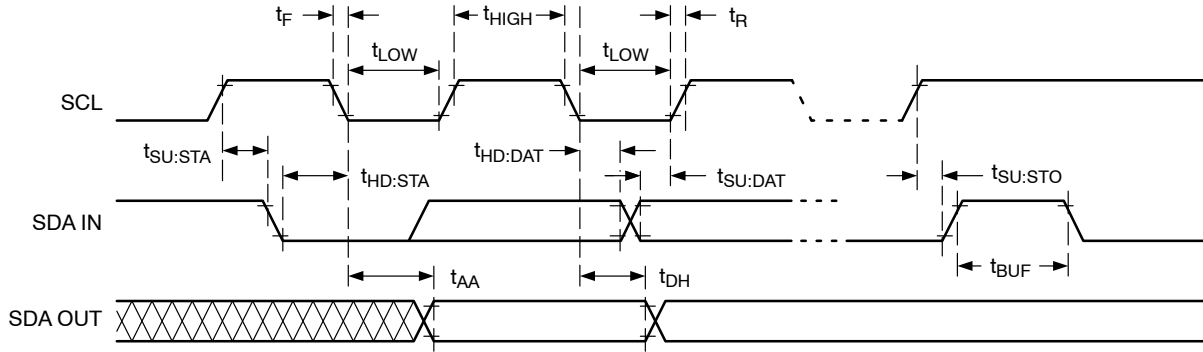 tF
tHIGH
tR
tLOW
tLOW
SCL
tSU:STA
tHD:STA
tHD:DAT
tSU:DAT
tSU:STO
SDA IN
tAA
tDH
tBUF
SDA OUT